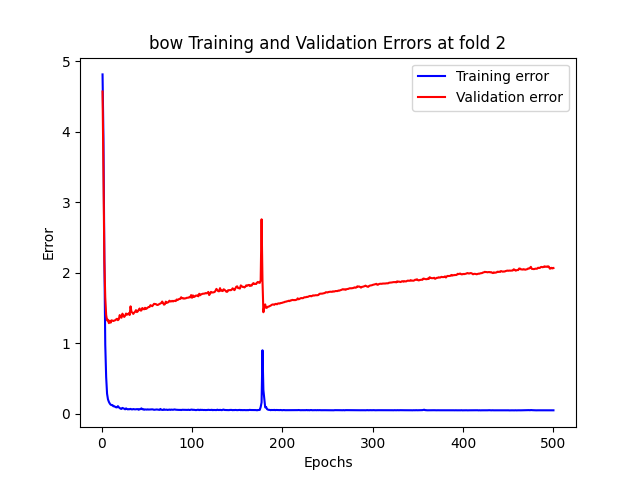 bow Training and Validation Errors at fold 2
Training error
Validation error
Error
5
4
3
2
1
0
0 100 200 300 400 500
Epochs